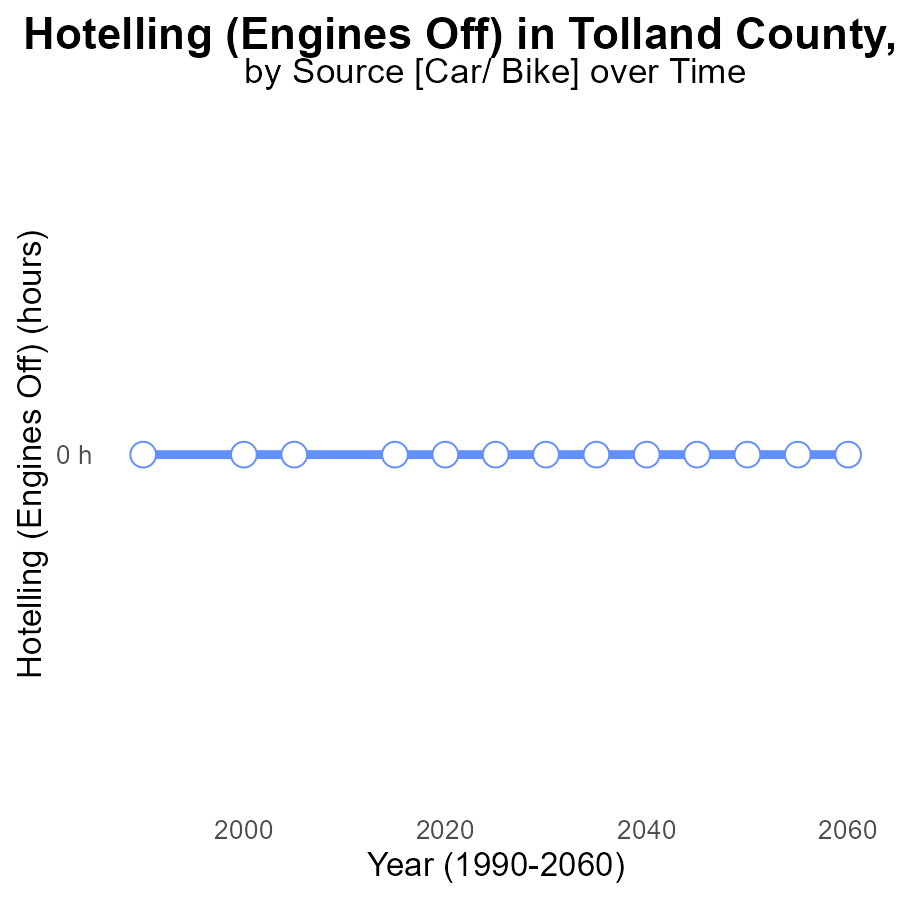 Hotelling (Engines Off) in Tolland County,
by Source [Car/ Bike] over Time
Hotelling (Engines Off) (hours)
0 h
2000 2020 2040 2060
Year (1990-2060)